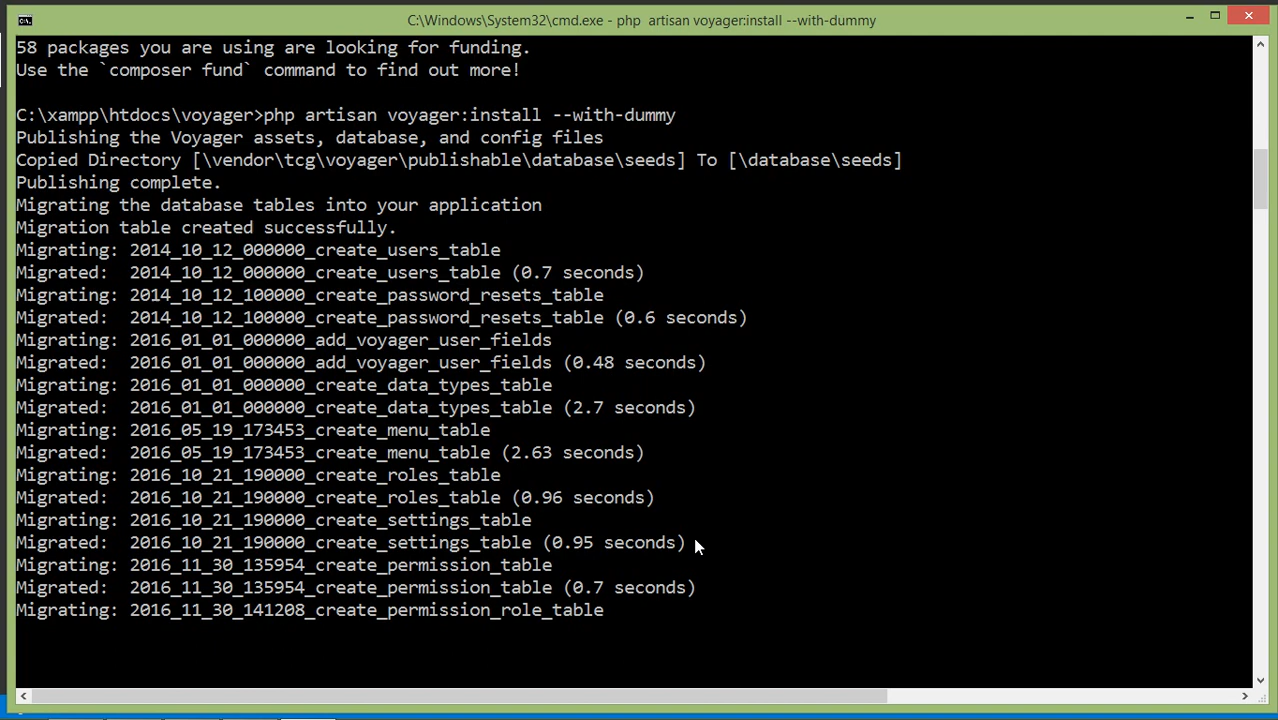 C:\Windows\System32\cmd.exe - php  artisan voyager:install --with-dummy
58 packages you are using are looking for funding.
Use the `composer fund` command to find out more!
C:\xampp\htdocs\voyager>php artisan voyager:install --with-dummy
Publishing the Voyager assets, database, and config files
Copied Directory [\vendor\tcg\voyager\publishable\database\seeds] To [\database\seeds]
Publishing complete.
Migrating the database tables into your application
Migration table created successfully.
Migrating: 2014_10_12_000000_create_users_table
Migrated:  2014_10_12_000000_create_users_table (0.7 seconds)
Migrating: 2014_10_12_100000_create_password_resets_table
Migrated:  2014_10_12_100000_create_password_resets_table (0.6 seconds)
Migrating: 2016_01_01_000000_add_voyager_user_fields
Migrated:  2016_01_01_000000_add_voyager_user_fields (0.48 seconds)
Migrating: 2016_01_01_000000_create_data_types_table
Migrated:  2016_01_01_000000_create_data_types_table (2.7 seconds)
Migrating: 2016_05_19_173453_create_menu_table
Migrated:  2016_05_19_173453_create_menu_table (2.63 seconds)
Migrating: 2016_10_21_190000_create_roles_table
Migrated:  2016_10_21_190000_create_roles_table (0.96 seconds)
Migrating: 2016_10_21_190000_create_settings_table
Migrated:  2016_10_21_190000_create_settings_table (0.95 seconds)
Migrating: 2016_11_30_135954_create_permission_table
Migrated:  2016_11_30_135954_create_permission_table (0.7 seconds)
Migrating: 2016_11_30_141208_create_permission_role_table